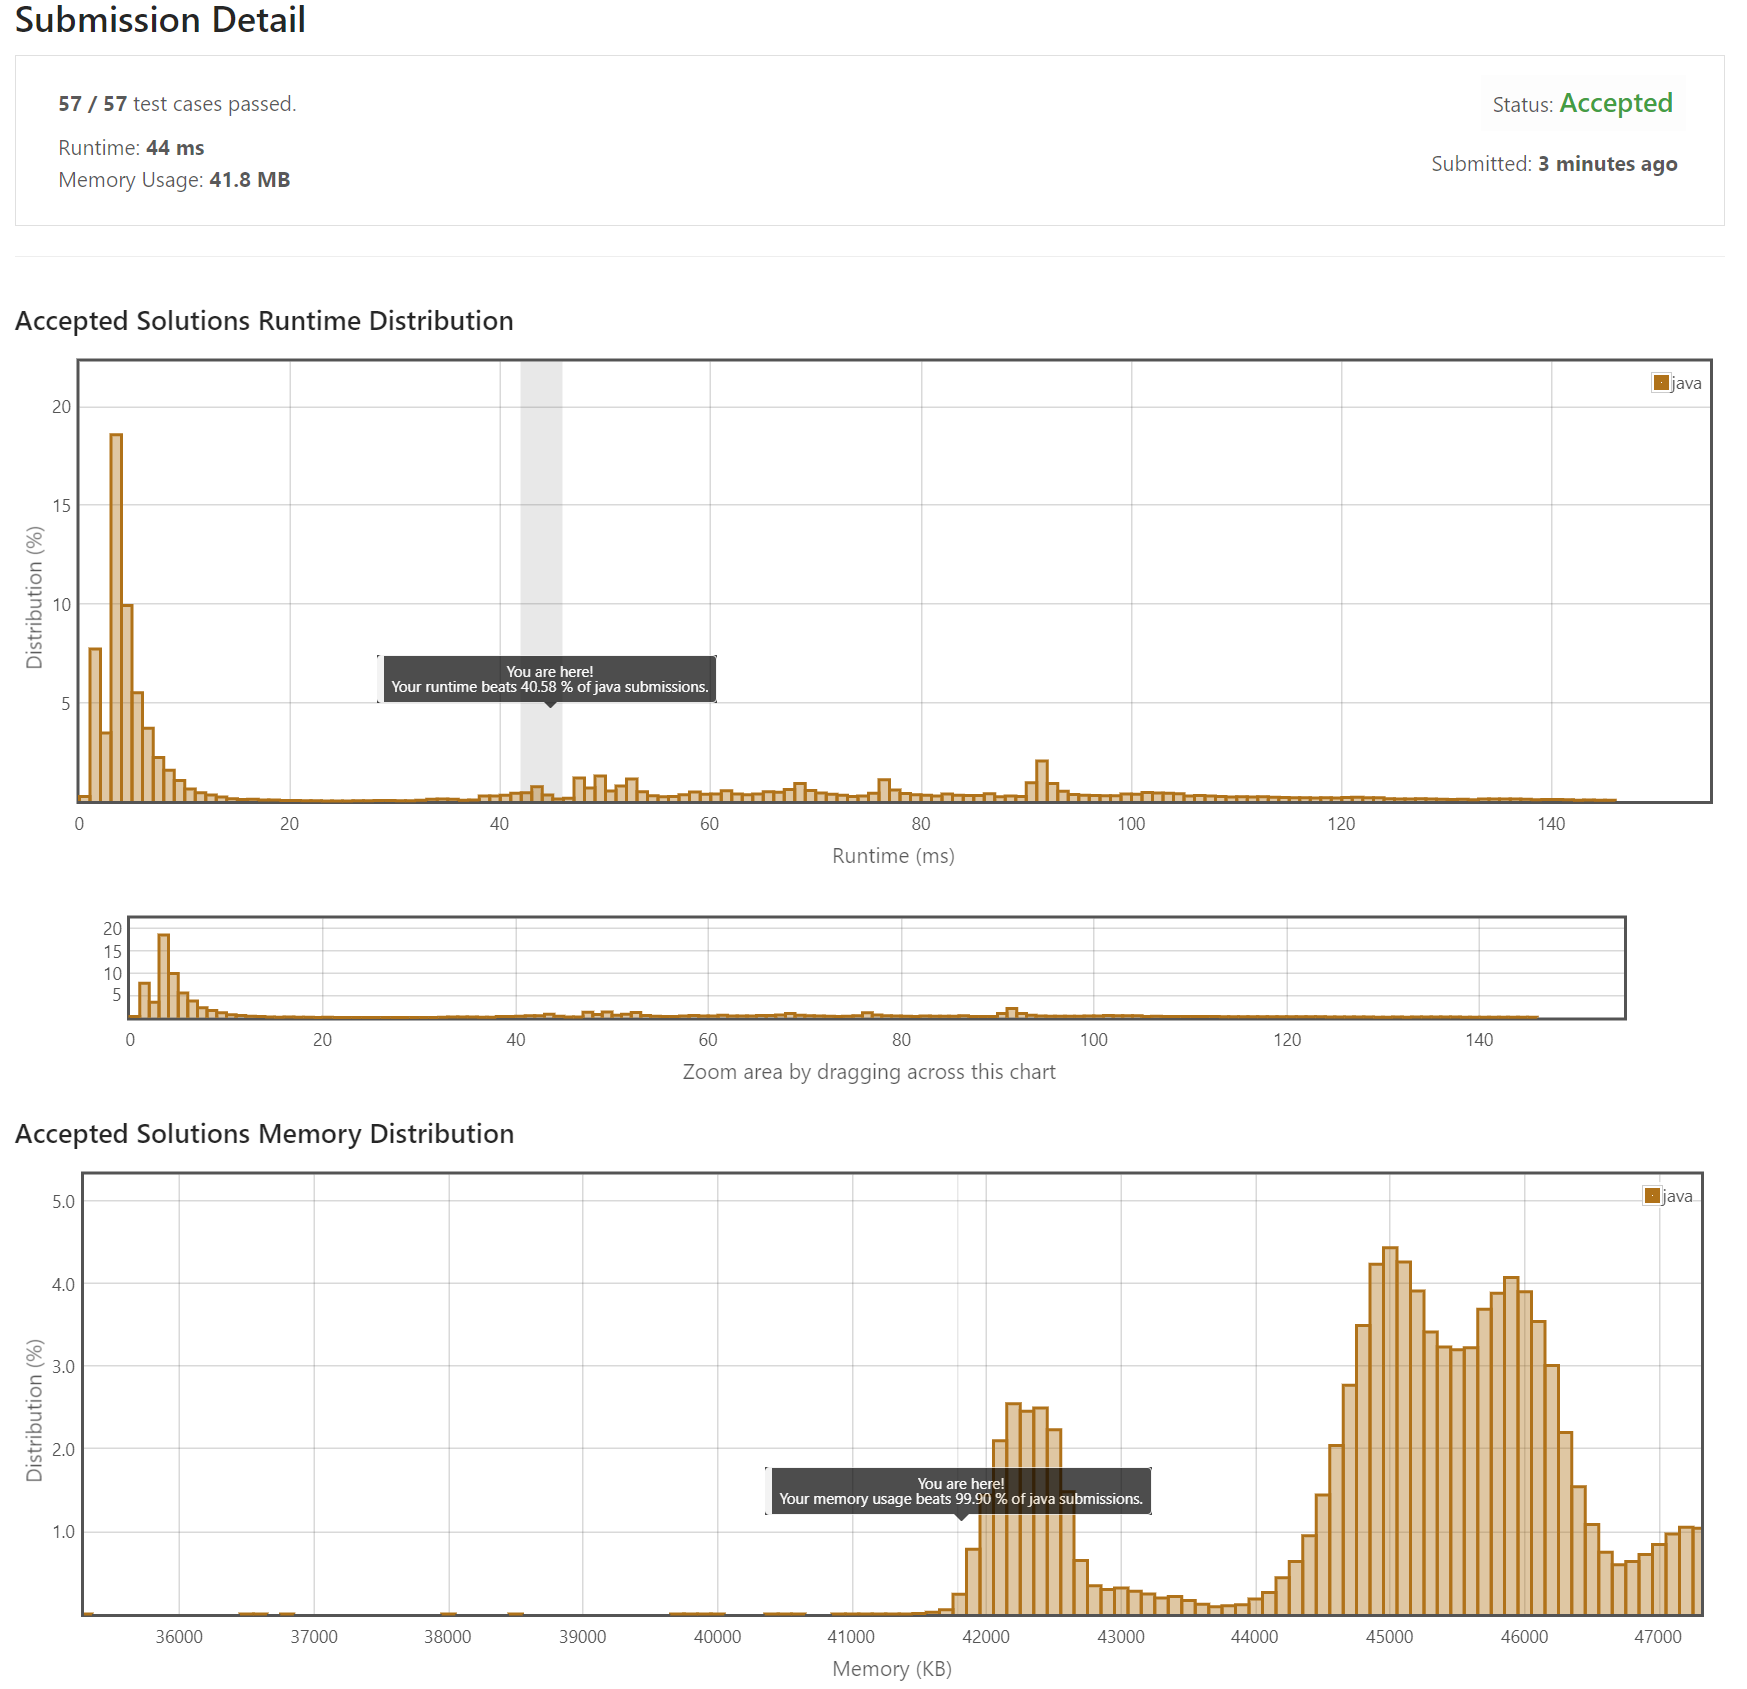 Submission Detail
57 / 57 test cases passed.
Status: Accepted
Runtime: 44 ms
Submitted: 3 minutes ago
Memory Usage: 41.8 MB
Accepted Solutions Runtime Distribution
java
20
15
10
5
Distribution (%)
You are here!
Your runtime beats 40.58 % of java submissions.
0 20 40 60 80 100 120 140
Runtime (ms)
20
15
10
5
0 20 40 60 80 100 120 140
Zoom area by dragging across this chart
Accepted Solutions Memory Distribution
java
5.0
4.0
3.0
2.0
1.0
Distribution (%)
You are here!
Your memory usage beats 99.90 % of java submissions.
36000 37000 38000 39000 40000 41000 42000 43000 44000 45000 46000 47000
Memory (KB)